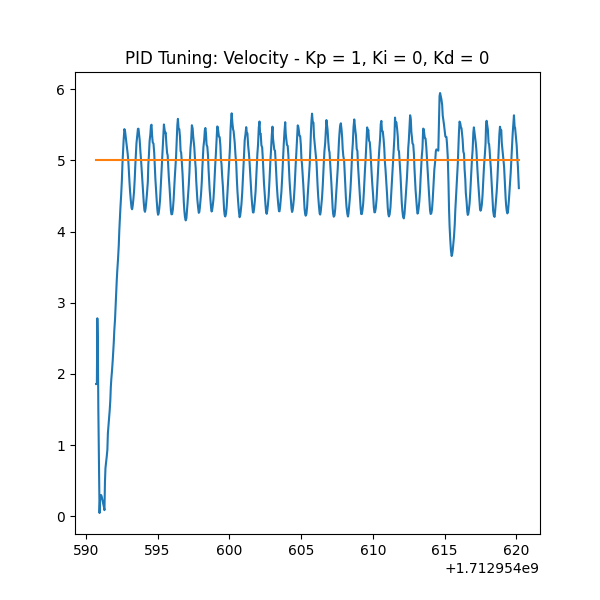 PID Tuning: Velocity - Kp = 1, Ki = 0, Kd = 0
6
5
4
3
2
1
0
590 595 600 605 610 615 620
+1.712954e9